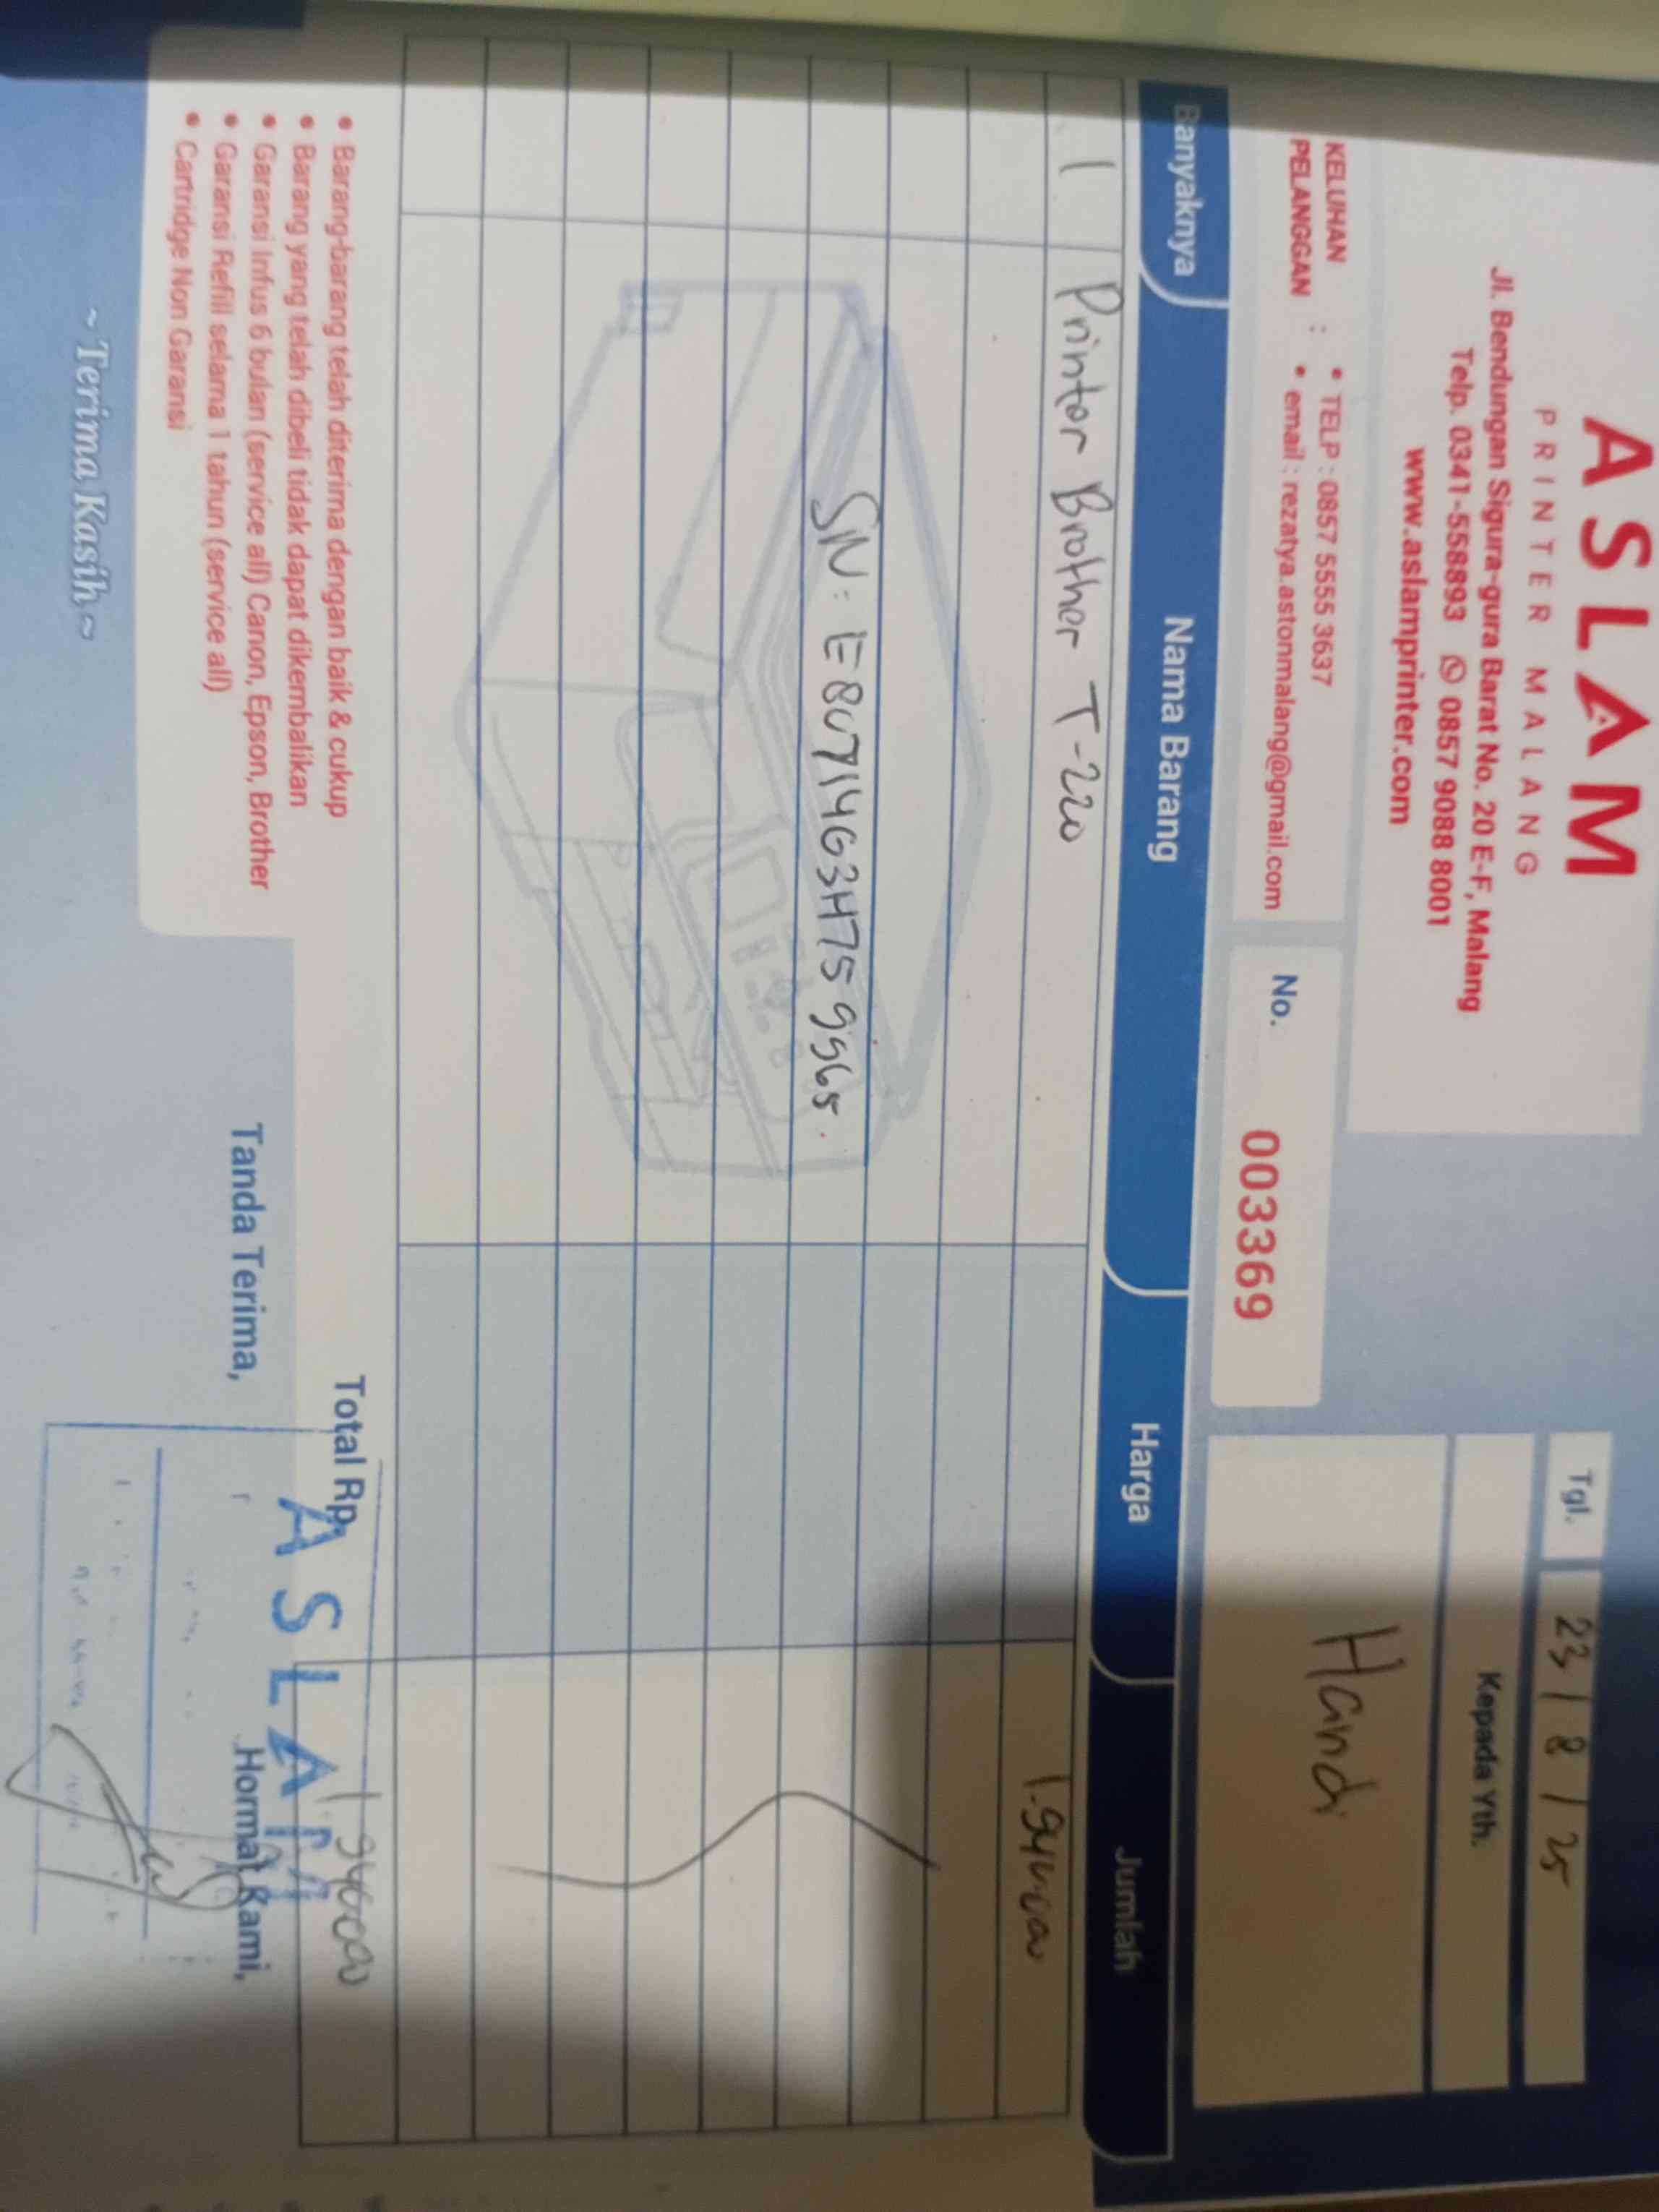 ASLAM
PRINTER MALANG
Jl. Bendungan Sigura-gura Barat No. 20 E-F, Malang
Telp. 0341-558893 0857 9088 8001
www.aslamprinter.com
Tgl. 23 / 8 / 25
Kepada Yth.
Handi
KELUHAN PELANGGAN :
• TELP : 0857 5555 3637
• email : rezatya.astonmalang@gmail.com
No. 003369
Banyaknya Nama Barang Harga Jumlah
1 Printer Brother T-220 1.940.000
SN :
Total Rp. 1.940.000
• Barang-barang telah diterima dengan baik & cukup
• Barang yang telah dibeli tidak dapat dikembalikan
• Garansi Infus 6 bulan (service all) Canon, Epson, Brother
• Garansi Refill selama 1 tahun (service all)
• Cartridge Non Garansi
Tanda Terima,
Hormat Kami,
ASLAM
~ Terima Kasih ~